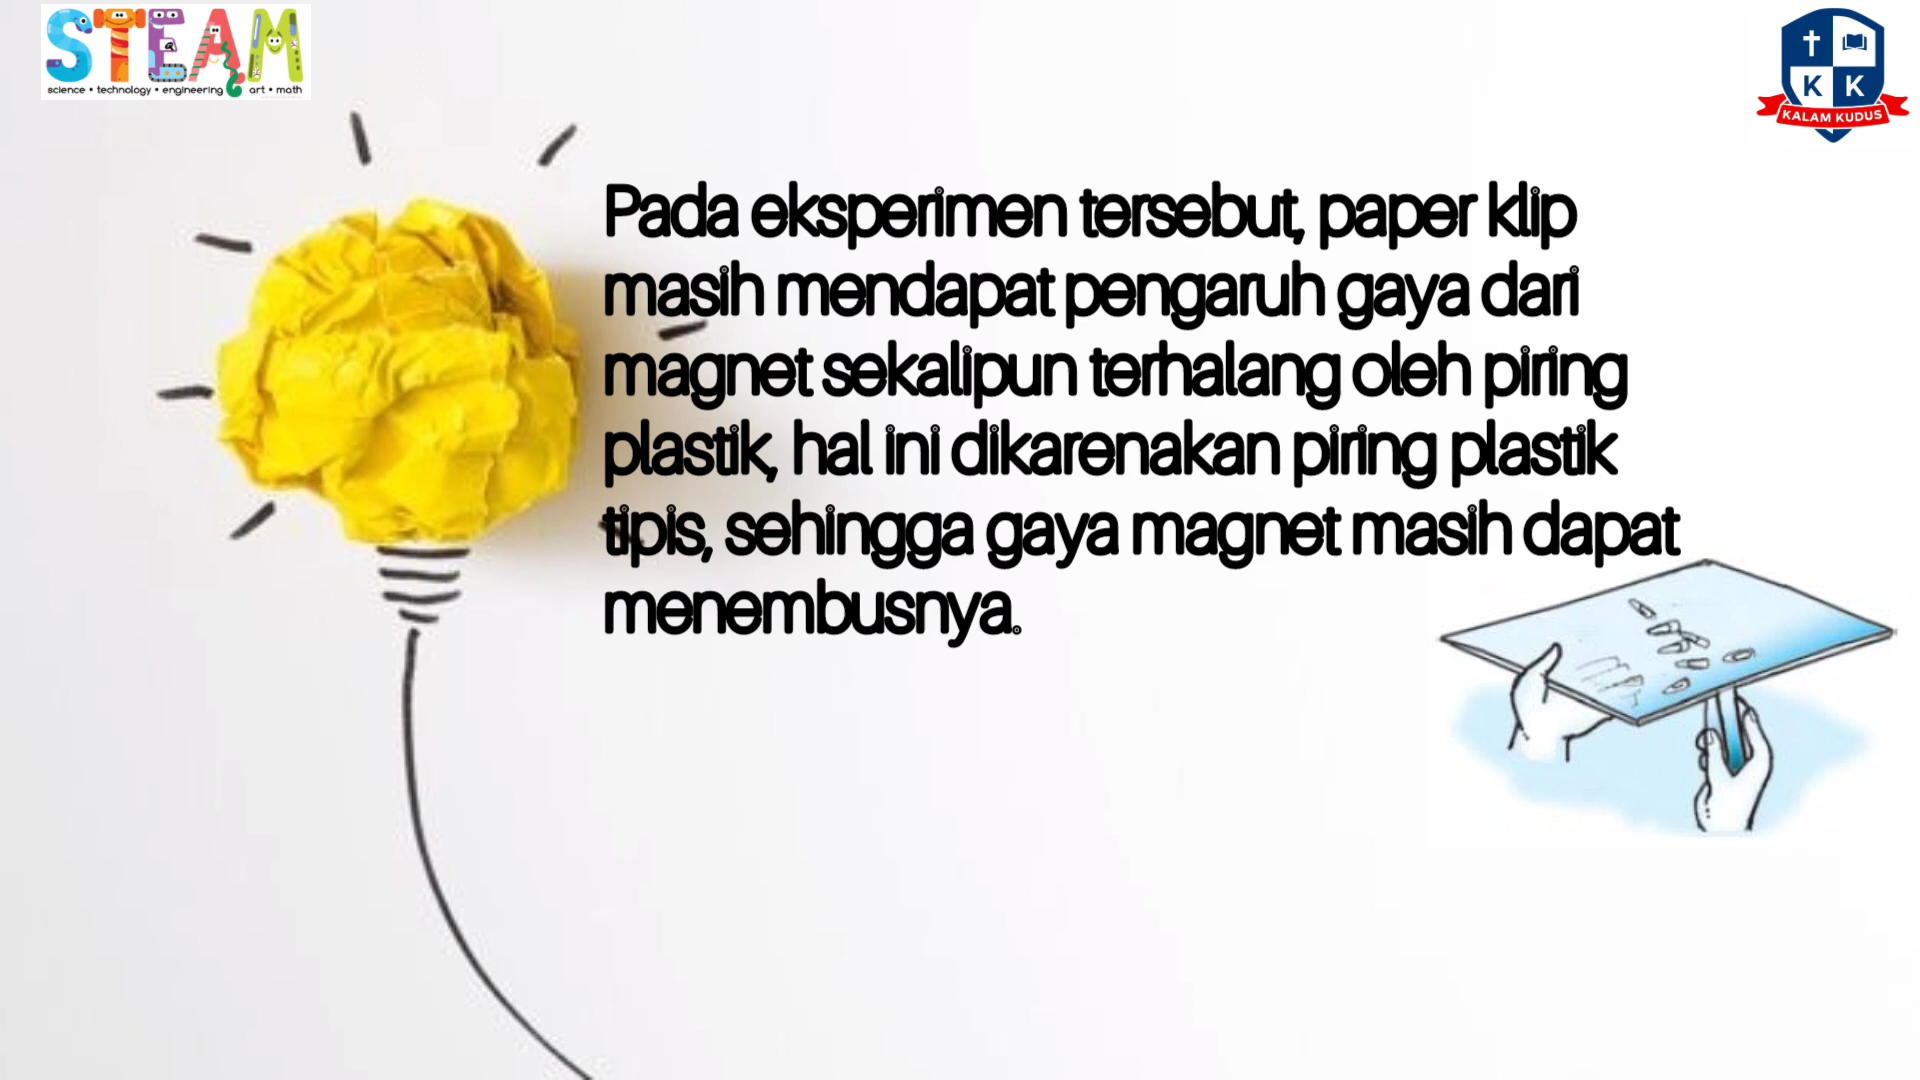 STEAM
science • technology • engineering art • math
K K
KALAM KUDUS
Pada eksperimen tersebut, paper klip
masih mendapat pengaruh gaya dari
magnet sekalipun terhalang oleh piring
plastik, hal ini dikarenakan piring plastik
tipis, sehingga gaya magnet masih dapat
menembusnya.